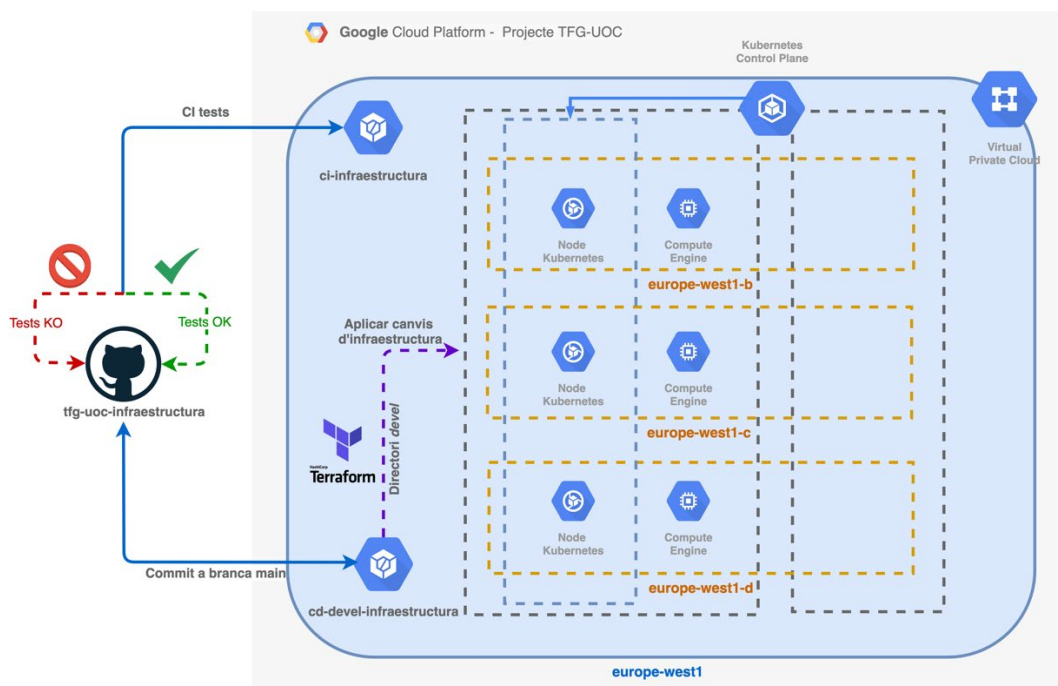 Google Cloud Platform - Projecte TFG-UOC
Kubernetes
Control Plane
Virtual
Private Cloud
CI tests
ci-infraestructura
Node
Kubernetes
Compute
Engine
europe-west1-b
Tests KO
Tests OK
tfg-uoc-infraestructura
Aplicar canvis
d'infraestructura
Node
Kubernetes
Compute
Engine
europe-west1-c
HashiCorp
Terraform
Directori devel
Node
Kubernetes
Compute
Engine
europe-west1-d
Commit a branca main
cd-devel-infraestructura
europe-west1